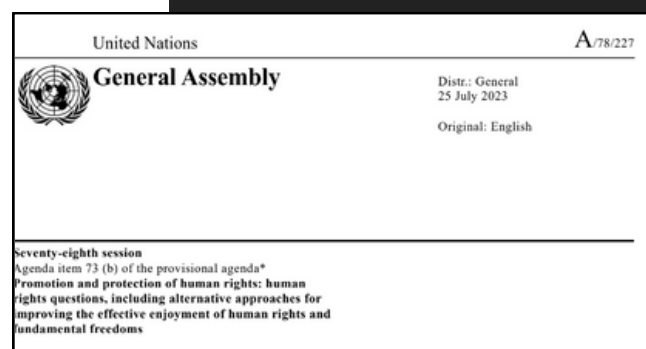 United Nations
A/78/227
General Assembly
Distr.: General
25 July 2023
Original: English
Seventy-eighth session
Agenda item 73 (b) of the provisional agenda*
Promotion and protection of human rights: human
rights questions, including alternative approaches for
improving the effective enjoyment of human rights and
fundamental freedoms